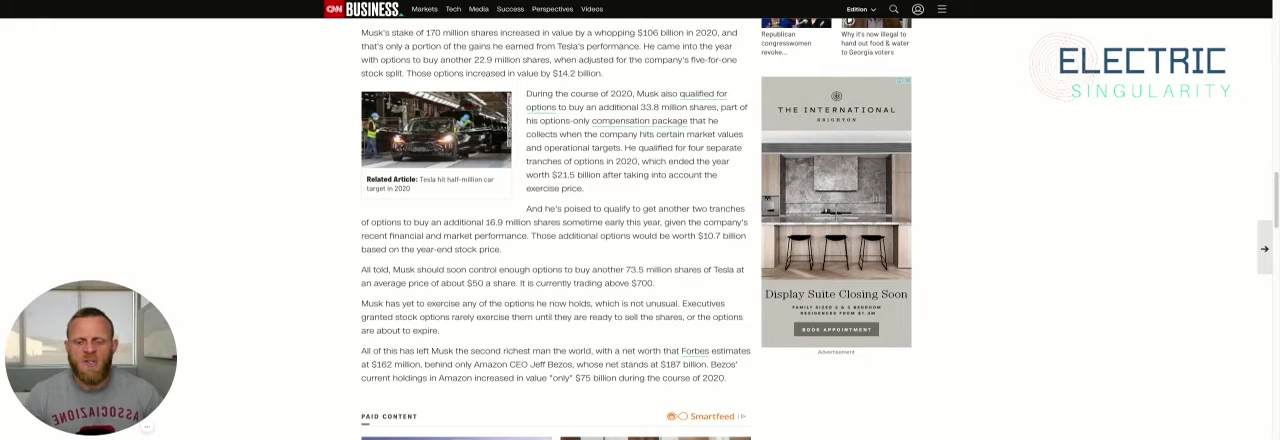 CNN BUSINESS
Markets Tech Media Success Perspectives Videos
Edition
Musk's stake of 170 million shares increased in value by a whopping $106 billion in 2020, and
that's only a portion of the gains he earned from Tesla's performance. He came into the year
with options to buy another 22.9 million shares, when adjusted for the company's five-for-one
stock split. Those options increased in value by $14.2 billion.
Related Article: Tesla hit half-million car
target in 2020
During the course of 2020, Musk also qualified for
options to buy an additional 33.8 million shares, part of
his options-only compensation package that he
collects when the company hits certain market values
and operational targets. He qualified for four separate
tranches of options in 2020, which ended the year
worth $21.5 billion after taking into account the
exercise price.
And he's poised to qualify to get another two tranches
of options to buy an additional 16.9 million shares sometime early this year, given the company's
recent financial and market performance. Those additional options would be worth $10.7 billion
based on the year-end stock price.
All told, Musk should soon control enough options to buy another 73.5 million shares of Tesla at
an average price of about $50 a share. It is currently trading above $700.
Musk has yet to exercise any of the options he now holds, which is not unusual. Executives
granted stock options rarely exercise them until they are ready to sell the shares, or the options
are about to expire.
All of this has left Musk the second richest man the world, with a net worth that Forbes estimates
at $162 million, behind only Amazon CEO Jeff Bezos, whose net stands at $187 billion. Bezos'
current holdings in Amazon increased in value "only" $75 billion during the course of 2020.
PAID CONTENT
Smartfeed
Republican
congresswomen
revoke...
Why it's now illegal to
hand out food & water
to Georgia voters
THE INTERNATIONAL
BRIGHTON
Display Suite Closing Soon
FAMILY SIZED 2 & 3 BEDROOM
RESIDENCES FROM $1.3M
BOOK APPOINTMENT
Advertisement
ELECTRIC
SINGULARITY
ASSOCIAZIONE